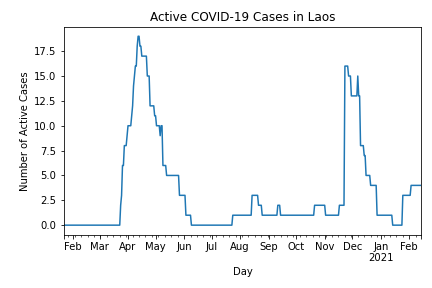 Active COVID-19 Cases in Laos
Number of Active Cases
17.5
15.0
12.5
10.0
7.5
5.0
2.5
0.0
Feb Mar Apr May Jun Jul Aug Sep Oct Nov Dec Jan Feb
2021
Day